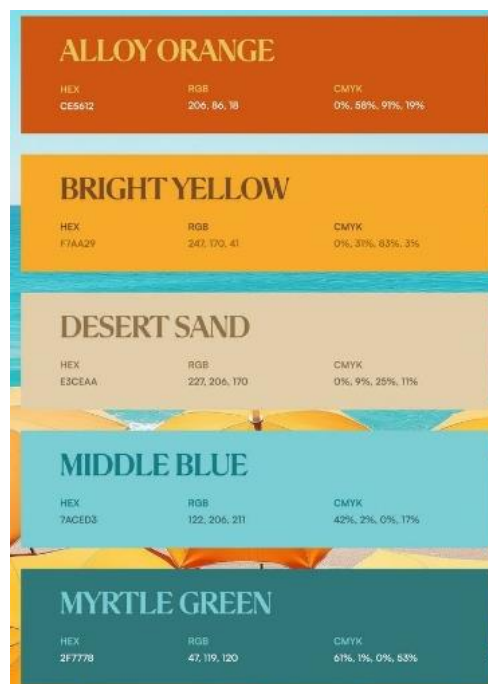 ALLOY ORANGE
HEX RGB CMYK
CE5612 206, 86, 18 0%, 58%, 91%, 19%
BRIGHT YELLOW
HEX RGB CMYK
F7AA29 247, 170, 41 0%, 31%, 83%, 3%
DESERT SAND
HEX RGB CMYK
E3CEAA 227, 206, 170 0%, 9%, 25%, 11%
MIDDLE BLUE
HEX RGB CMYK
7ACED3 122, 206, 211 42%, 2%, 0%, 17%
MYRTLE GREEN
HEX RGB CMYK
2F7778 47, 119, 120 61%, 1%, 0%, 53%